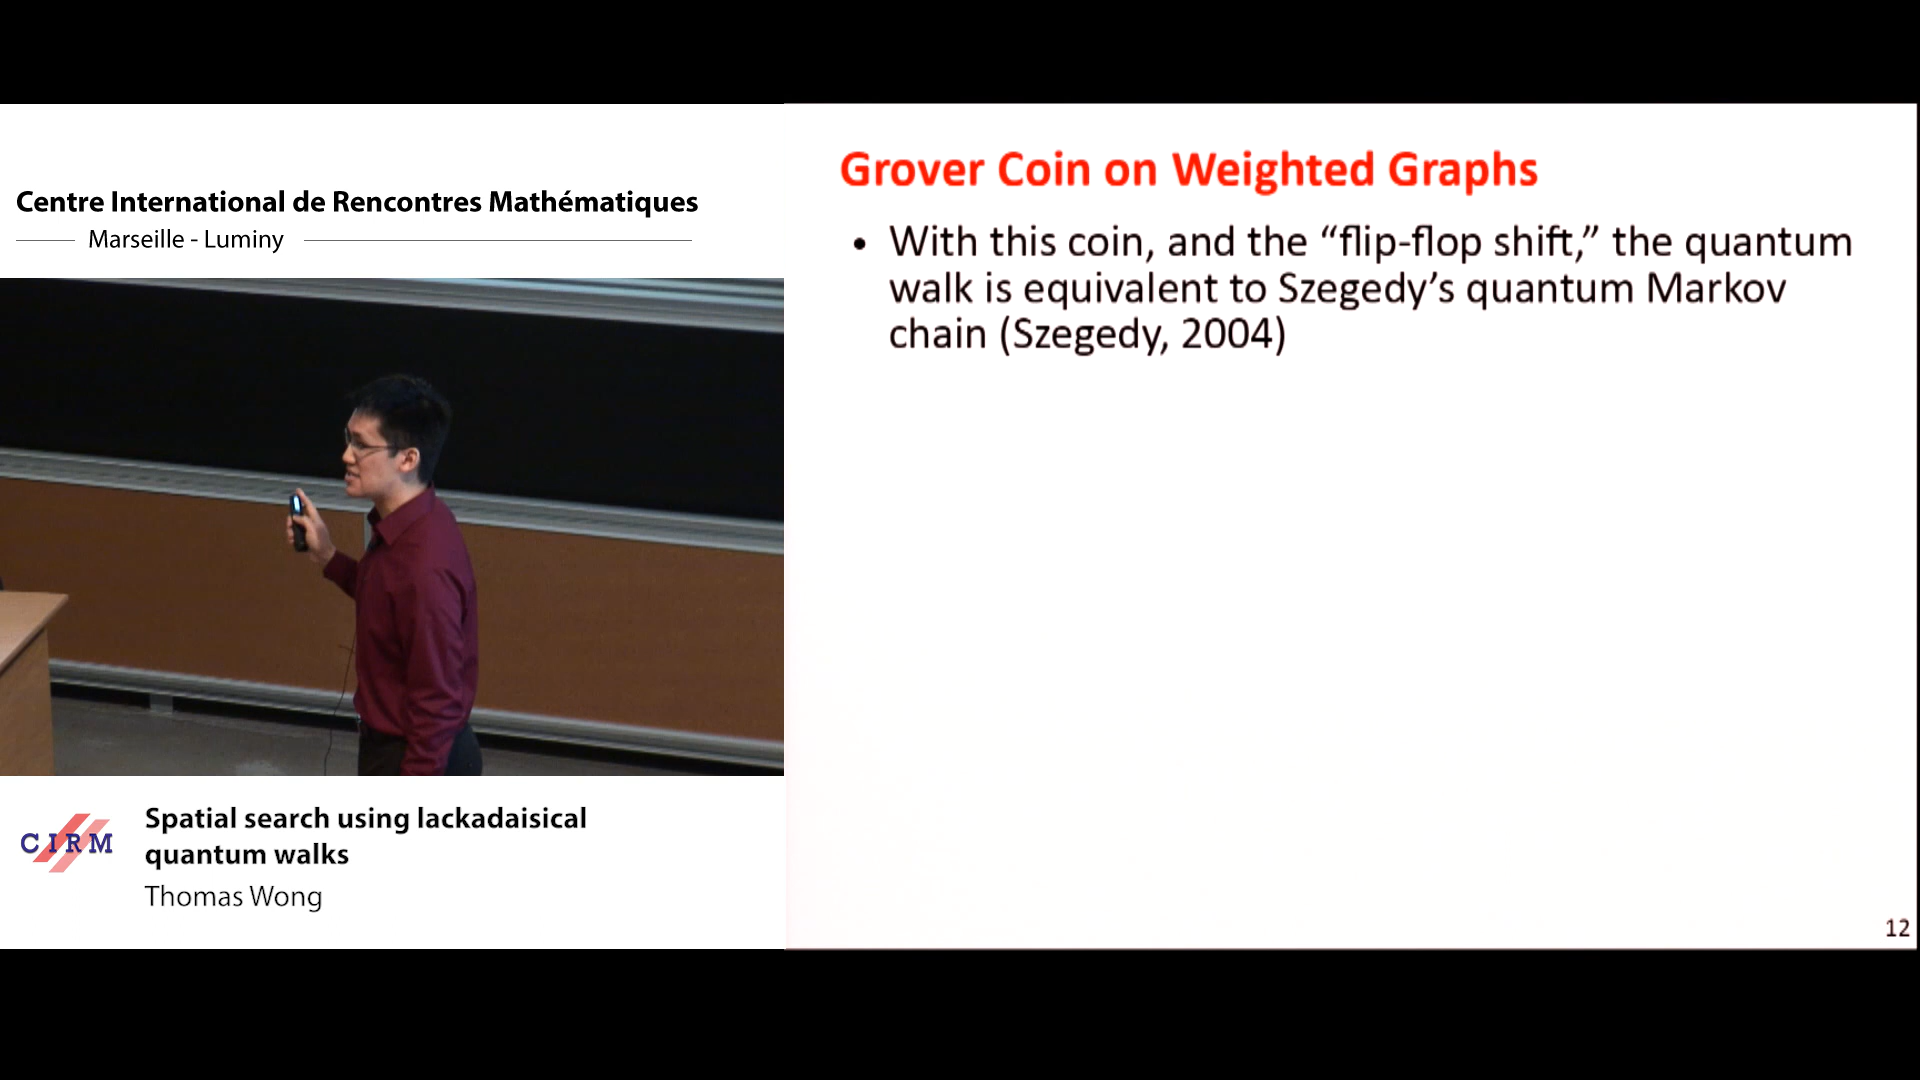 Centre International de Rencontres Mathématiques
Marseille - Luminy
CIRM
Spatial search using lackadaisical
quantum walks
Thomas Wong
Grover Coin on Weighted Graphs
• With this coin, and the “flip-flop shift,” the quantum
walk is equivalent to Szegedy’s quantum Markov
chain (Szegedy, 2004)
12